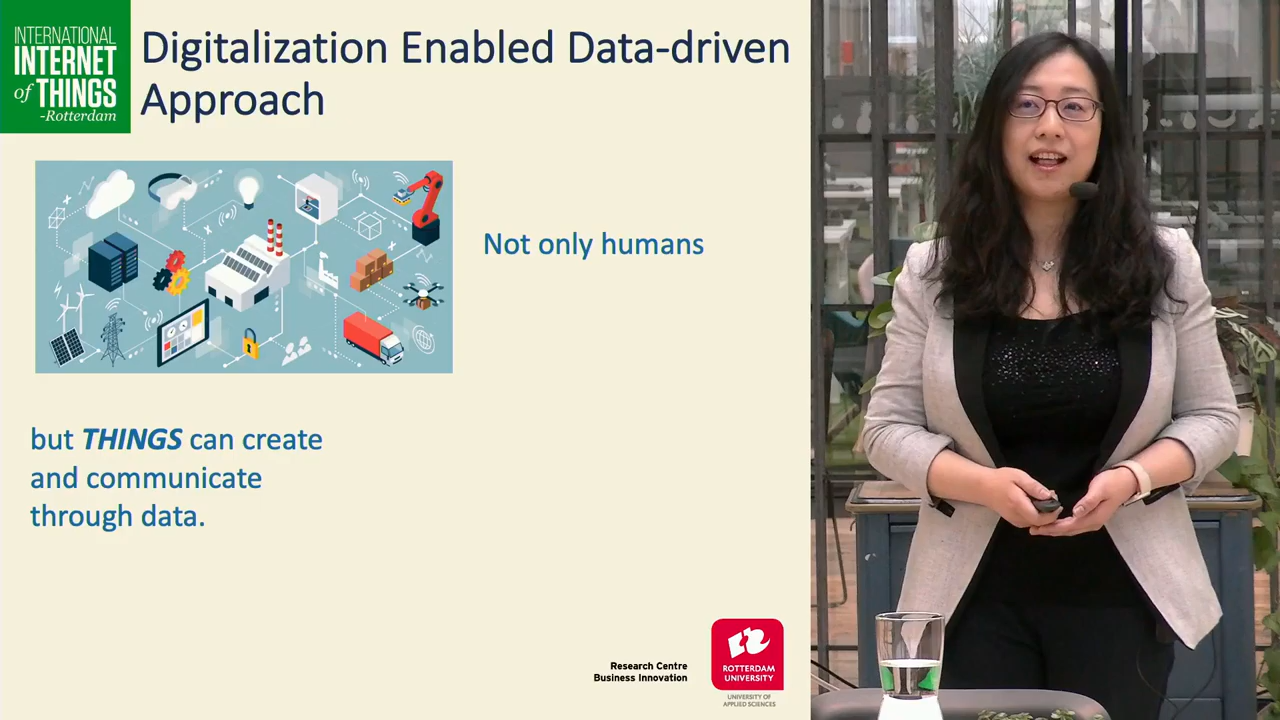 INTERNATIONAL
INTERNET
of THINGS
-Rotterdam
Digitalization Enabled Data-driven
Approach
Not only humans
but THINGS can create
and communicate
through data.
Research Centre
Business Innovation
ROTTERDAM
UNIVERSITY
UNIVERSITY OF
APPLIED SCIENCES